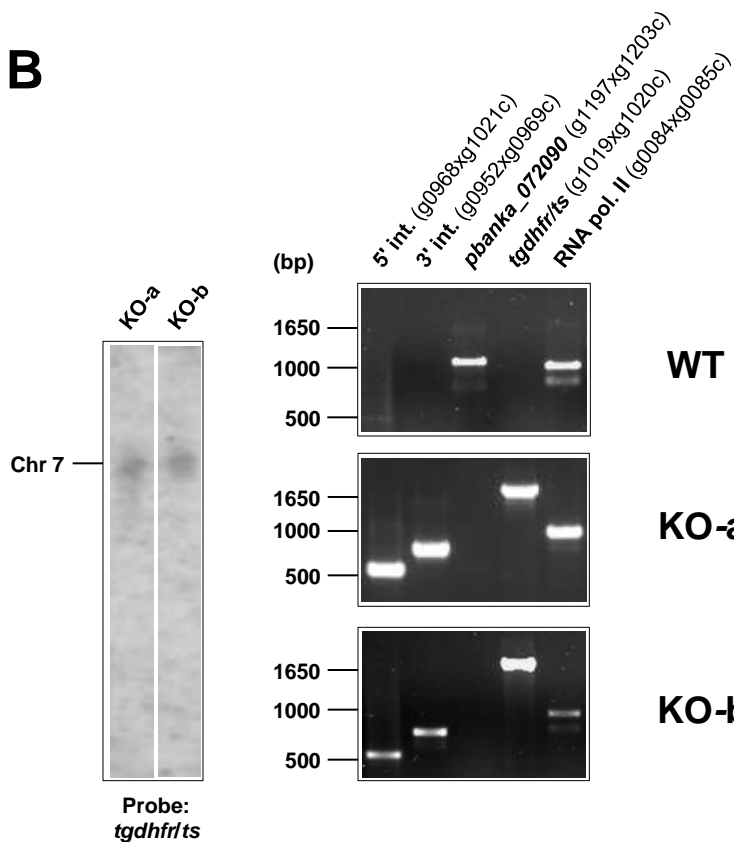 B
5' int. (g0968xg1021c)
3' int. (g0952xg0969c)
pbanka_072090 (g1197xg1203c)
tgdhfr/ts (g1019xg1020c)
RNA pol. II (g0084xg0085c)
(bp)
KO-a
KO-b
1650
1000
500
WT
Chr 7
1650
1000
500
KO-a
1650
1000
500
KO-b
Probe:
tgdhfr/ts